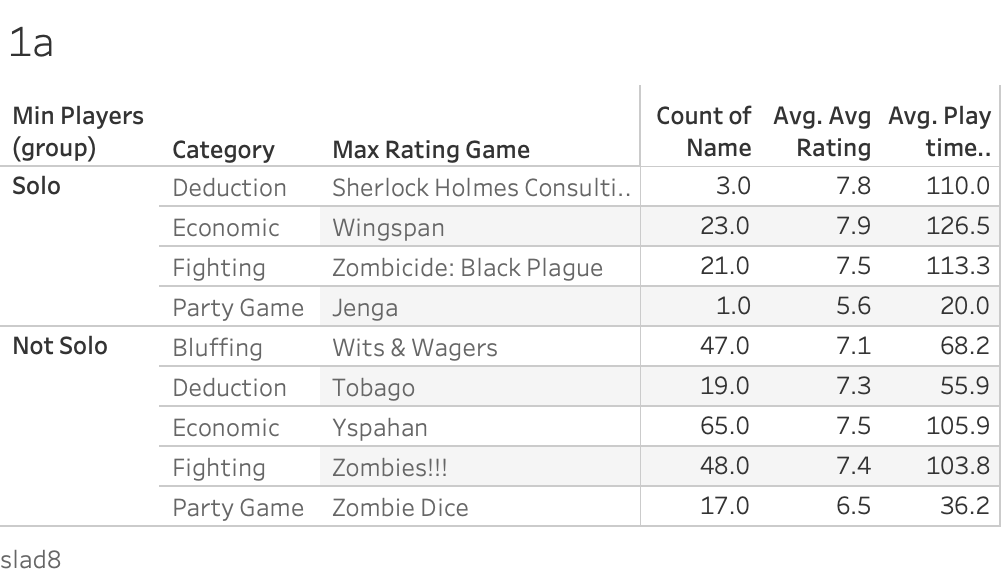 1a
Min Players (group) Category Max Rating Game Count of Name Avg. Avg Rating Avg. Play time..
Solo Deduction Sherlock Holmes Consulti.. 3.0 7.8 110.0
Economic Wingspan 23.0 7.9 126.5
Fighting Zombicide: Black Plague 21.0 7.5 113.3
Party Game Jenga 1.0 5.6 20.0
Not Solo Bluffing Wits & Wagers 47.0 7.1 68.2
Deduction Tobago 19.0 7.3 55.9
Economic Yspahan 65.0 7.5 105.9
Fighting Zombies!!! 48.0 7.4 103.8
Party Game Zombie Dice 17.0 6.5 36.2
slad8